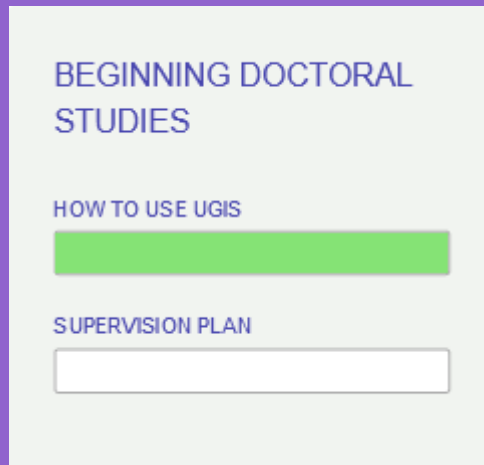 BEGINNING DOCTORAL
STUDIES
HOW TO USE UGIS
SUPERVISION PLAN